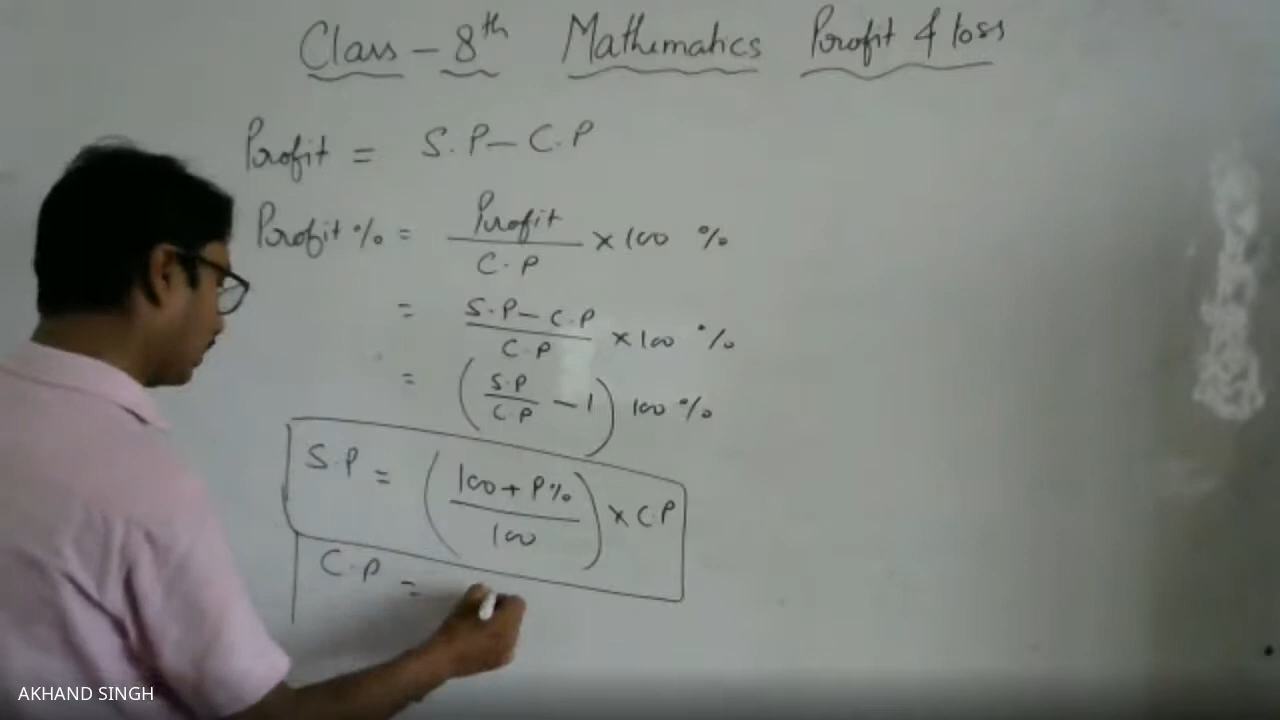 Class - 8th Mathematics Profit & loss
Profit = S.P - C.P
Profit % = Profit / C.P × 100 %
= S.P - C.P / C.P × 100 %
= ( S.P / C.P - 1 ) 100 %
S.P = ( 100 + P% / 100 ) × C.P
C.P =
AKHAND SINGH